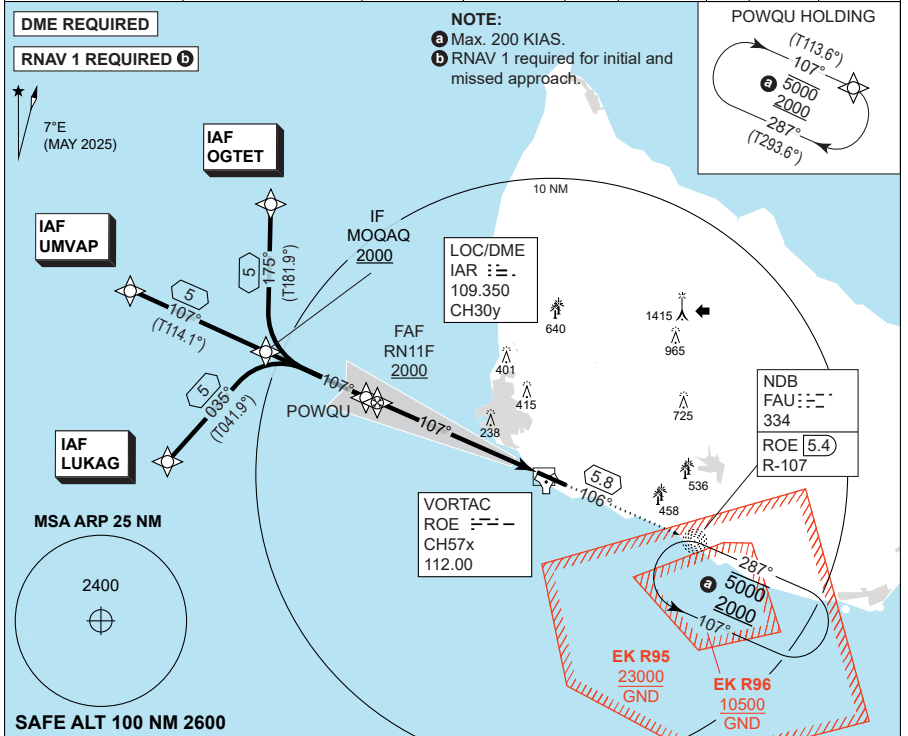 DME REQUIRED
RNAV 1 REQUIRED b
7°E
(MAY 2025)
NOTE:
a Max. 200 KIAS.
b RNAV 1 required for initial and
missed approach.
POWQU HOLDING
(T113.6°)
107°
a 5000
2000
287°
(T293.6°)
IAF
OGTET
IAF
UMVAP
IF
MOQAQ
2000
10 NM
5
175°
(T181.9°)
5
107°
(T114.1°)
LOC/DME
IAR
109.350
CH30y
640
1415
965
FAF
RN11F
2000
401
415
725
238
107°
POWQU
107°
5
035°
(T041.9°)
IAF
LUKAG
NDB
FAU
334
ROE 5.4
R-107
536
458
5.8
106°
VORTAC
ROE
CH57x
112.00
MSA ARP 25 NM
2400
287°
a 5000
2000
107°
EK R95
23000
GND
EK R96
10500
GND
SAFE ALT 100 NM 2600